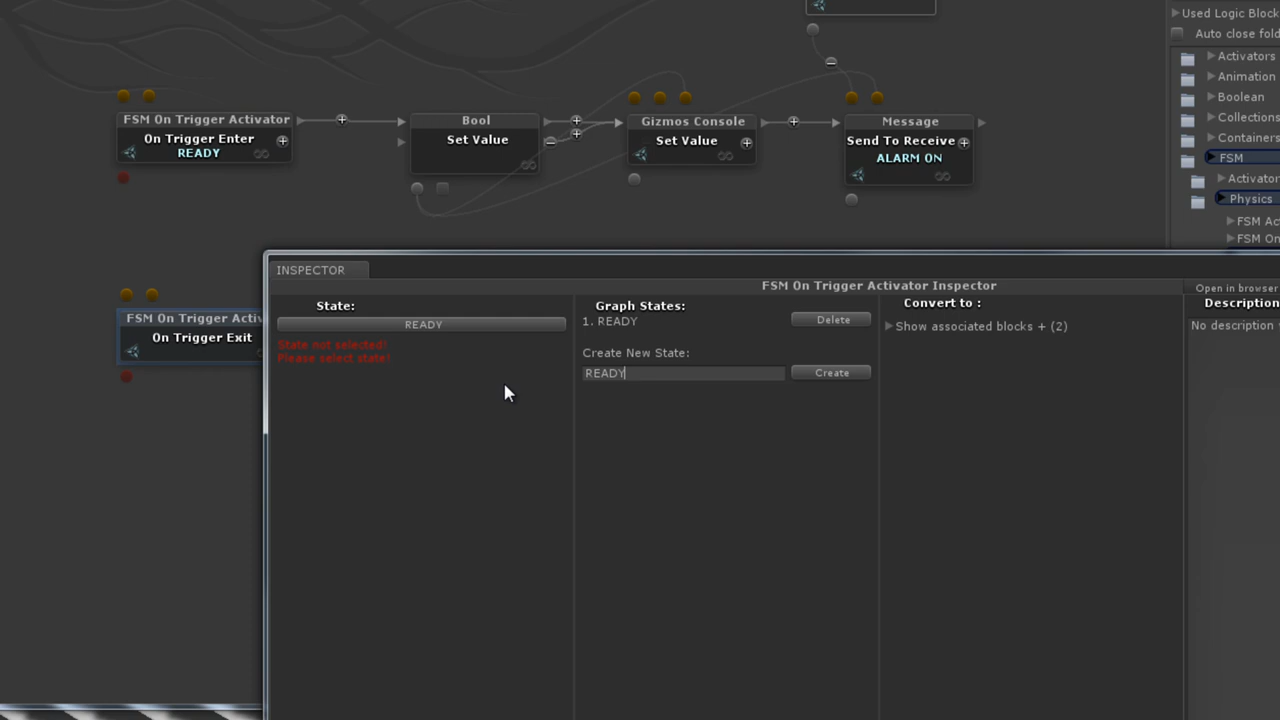 Used Logic Block
Auto close fold
Activators
Animation
Boolean
Collections
Containers
FSM
Activator
Physics
FSM Ac
FSM On
FSM On Trigger Activator
On Trigger Enter
READY
Bool
Set Value
Gizmos Console
Set Value
Message
Send To Receive
ALARM ON
FSM On Trigger Activ
On Trigger Exit
INSPECTOR
FSM On Trigger Activator Inspector
Open in browser
State:
READY
State not selected!
Please select state!
Graph States:
1. READY
Delete
Create New State:
READY
Create
Convert to :
Show associated blocks + (2)
Description
No description